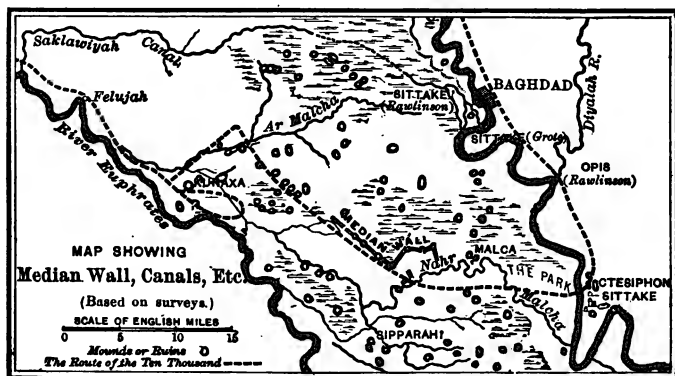 Saklawiyah Canal
Felujah
River Euphrates
Ar Malcha
SITTAKE?
(Rawlinson)
BAGHDAD
Diyalah R.
SITTAKE (Grote)
OPIS
(Rawlinson)
MEDIAN WALL
MALCA
Nahr Malcha
THE PARK
CTESIPHON
SITTAKE
SIPPARAH?
MAP SHOWING
Median Wall, Canals, Etc.
(Based on surveys.)
SCALE OF ENGLISH MILES
0 5 10 15
Mounds or Ruins
The Route of the Ten Thousand